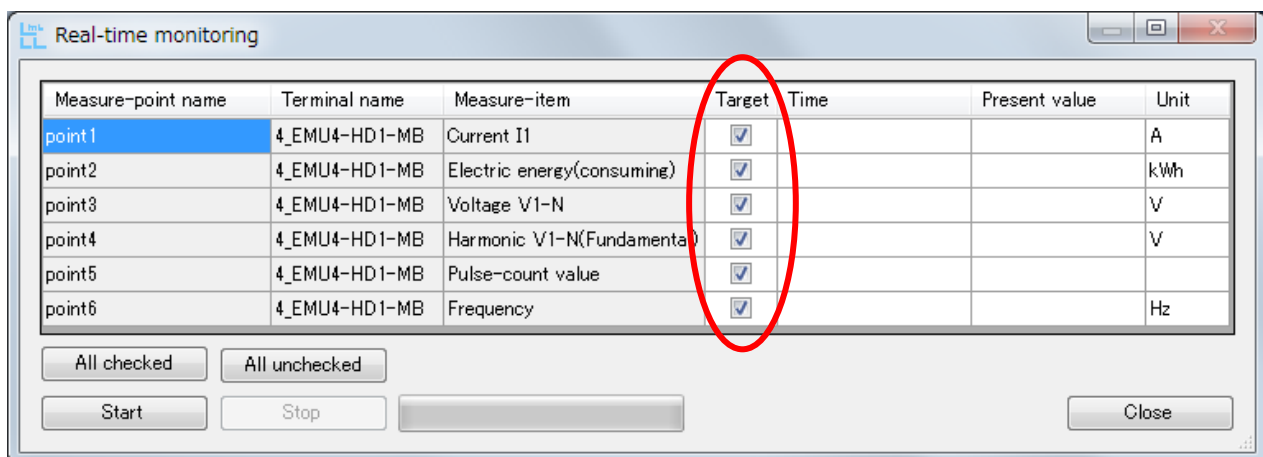 Real-time monitoring
Measure-point name Terminal name Measure-item Target Time Present value Unit
point1 4_EMU4-HD1-MB Current I1 A
point2 4_EMU4-HD1-MB Electric energy(consuming) kWh
point3 4_EMU4-HD1-MB Voltage V1-N V
point4 4_EMU4-HD1-MB Harmonic V1-N(Fundamental) V
point5 4_EMU4-HD1-MB Pulse-count value
point6 4_EMU4-HD1-MB Frequency Hz
All checked All unchecked
Start Stop Close